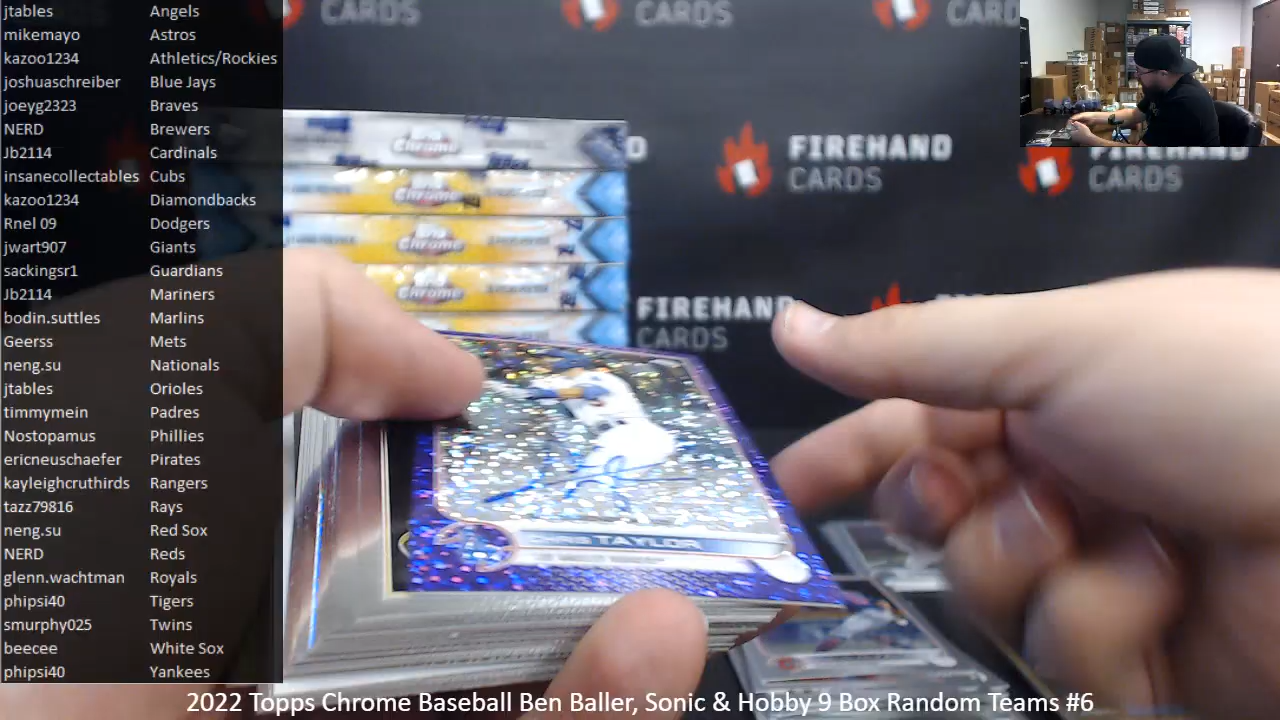 jtables Angels
mikemayo Astros
kazoo1234 Athletics/Rockies
joshuaschreiber Blue Jays
joeyg2323 Braves
NERD Brewers
Jb2114 Cardinals
insanecollectables Cubs
kazoo1234 Diamondbacks
Rnel 09 Dodgers
jwart907 Giants
sackingsr1 Guardians
Jb2114 Mariners
bodin.suttles Marlins
Geerss Mets
neng.su Nationals
jtables Orioles
timmymein Padres
Nostopamus Phillies
ericneuschaefer Pirates
kayleighcruthirds Rangers
tazz79816 Rays
neng.su Red Sox
NERD Reds
glenn.wachtman Royals
phipsi40 Tigers
smurphy025 Twins
beecee White Sox
phipsi40 Yankees
CARDS
CARDS
CARD
Chrome
Chrome
Chrome
Chrome
FIREHAND
CARDS
CARDS
FIREHAND
CARDS
TAYLOR
2022 Topps Chrome Baseball Ben Baller, Sonic & Hobby 9 Box Random Teams #6